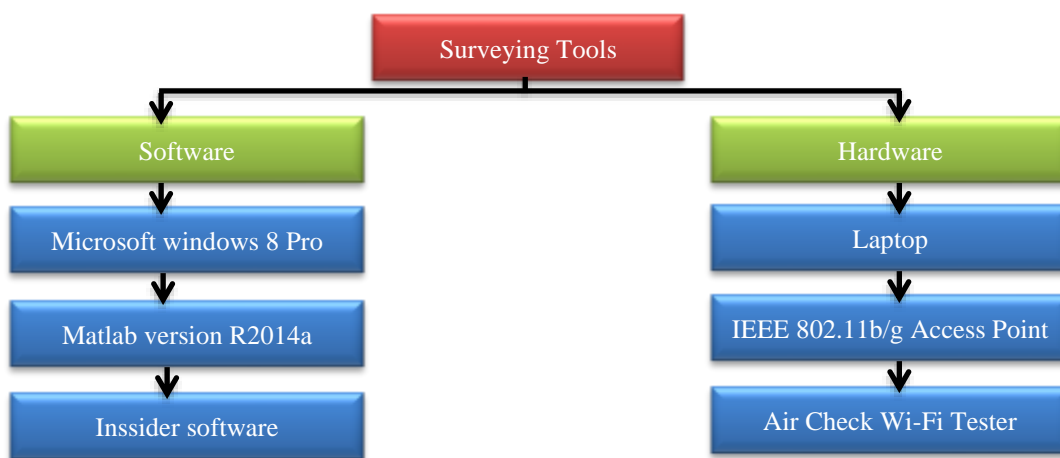 Surveying Tools
Software
Hardware
Microsoft windows 8 Pro
Laptop
Matlab version R2014a
IEEE 802.11b/g Access Point
Inssider software
Air Check Wi-Fi Tester